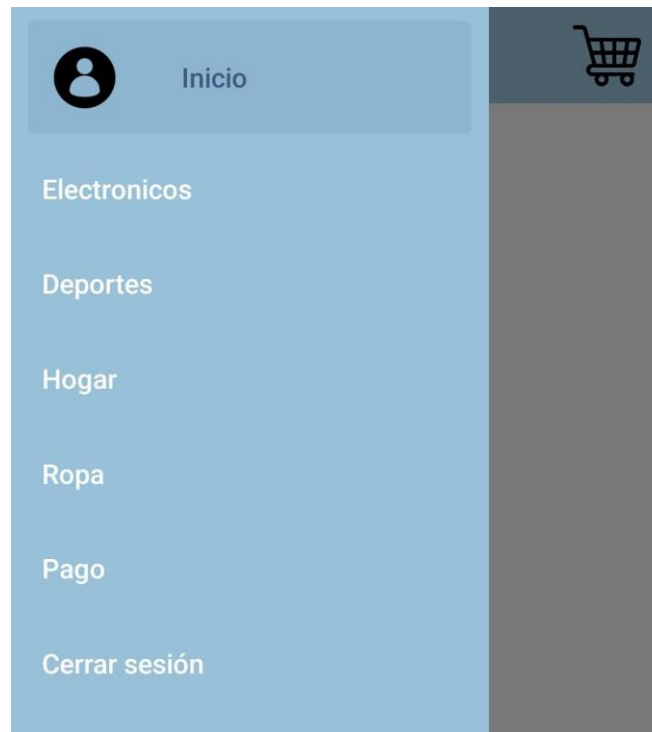 Inicio
Electronicos
Deportes
Hogar
Ropa
Pago
Cerrar sesión